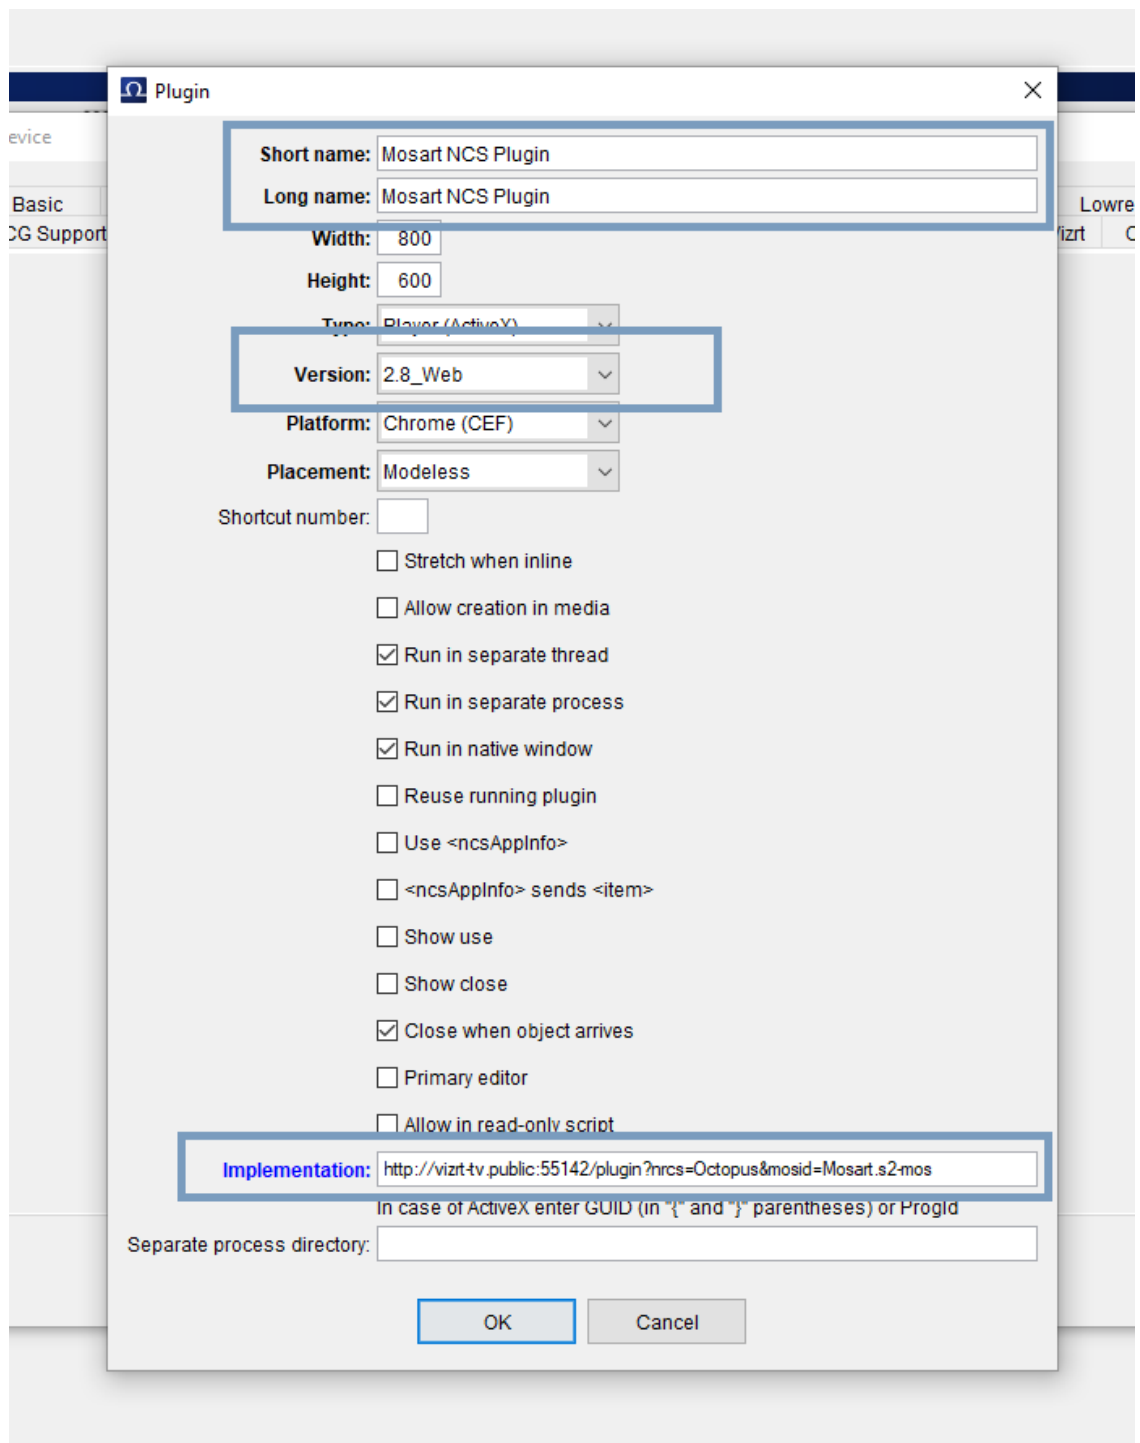 Plugin
evice
Short name: Mosart NCS Plugin
Long name: Mosart NCS Plugin
Basic
Lowre
CG Support
Vizrt
Width: 800
Height: 600
Type: Player (ActiveX)
Version: 2.8_Web
Platform: Chrome (CEF)
Placement: Modeless
Shortcut number:
Stretch when inline
Allow creation in media
Run in separate thread
Run in separate process
Run in native window
Reuse running plugin
Use <ncsAppInfo>
<ncsAppInfo> sends <item>
Show use
Show close
Close when object arrives
Primary editor
Allow in read-only script
Implementation: http://vizrt-tv.public:55142/plugin?nrcs=Octopus&mosid=Mosart.s2-mos
In case of ActiveX enter GUID (in "{" and "}" parentheses) or ProgId
Separate process directory:
OK Cancel